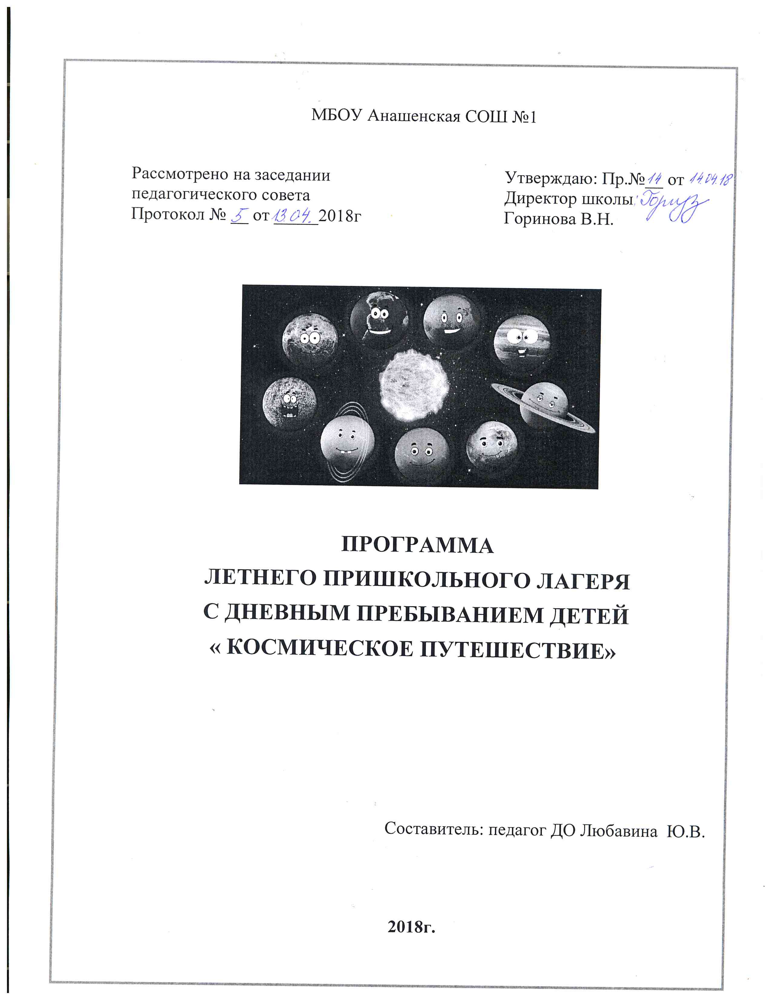 МБОУ Анашенская СОШ №1
Рассмотрено на заседании
педагогического совета
Протокол № 5 от 13.04. 2018г
Утверждаю: Пр.№14 от 14.04.18
Директор школы:
Горинова В.Н.
ПРОГРАММА
ЛЕТНЕГО ПРИШКОЛЬНОГО ЛАГЕРЯ
С ДНЕВНЫМ ПРЕБЫВАНИЕМ ДЕТЕЙ
« КОСМИЧЕСКОЕ ПУТЕШЕСТВИЕ»
Составитель: педагог ДО Любавина Ю.В.
2018г.